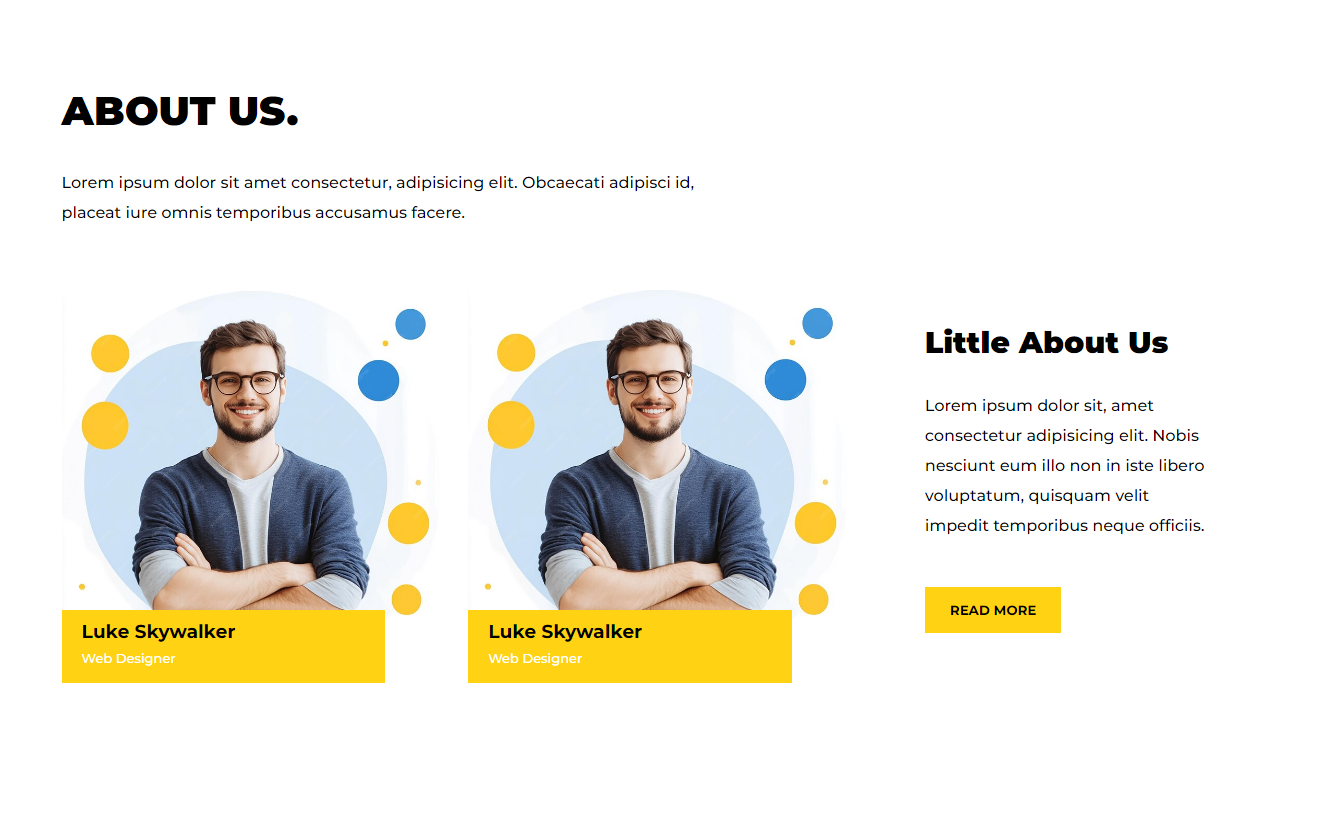 ABOUT US.
Lorem ipsum dolor sit amet consectetur, adipisicing elit. Obcaecati adipisci id,
placeat iure omnis temporibus accusamus facere.
Luke Skywalker
Web Designer
Luke Skywalker
Web Designer
Little About Us
Lorem ipsum dolor sit, amet
consectetur adipisicing elit. Nobis
nesciunt eum illo non in iste libero
voluptatum, quisquam velit
impedit temporibus neque officiis.
READ MORE